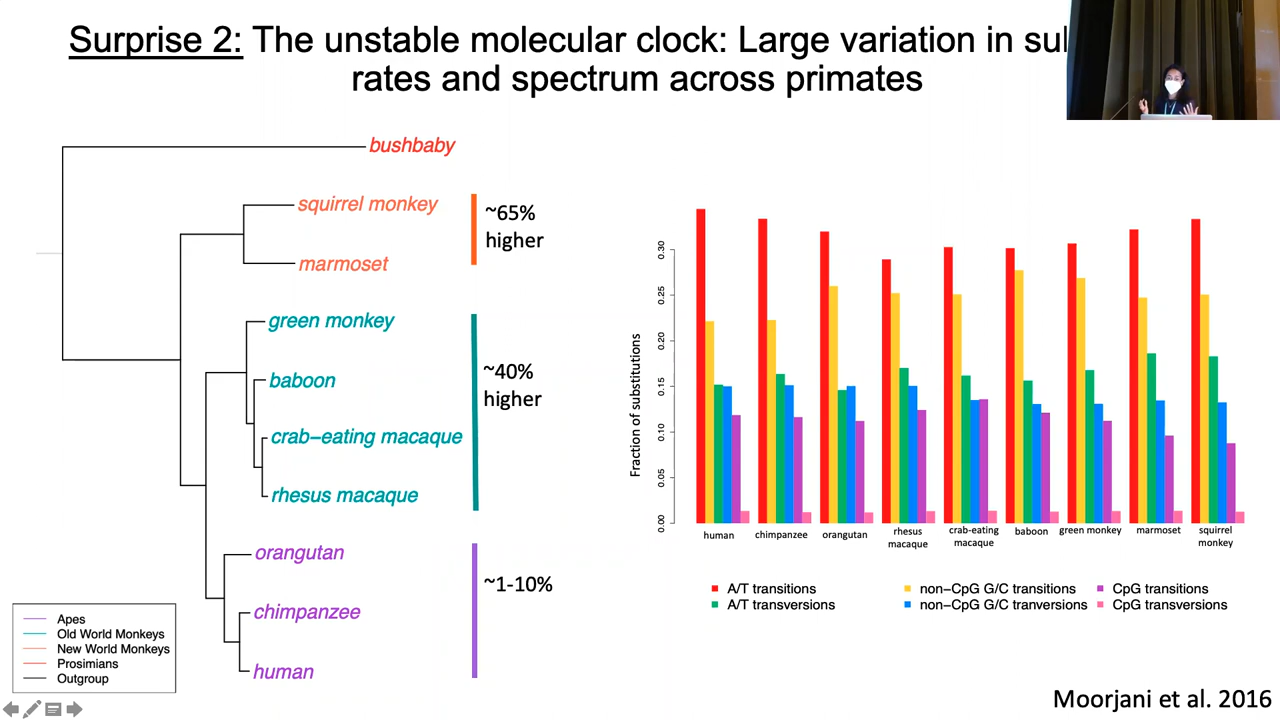 Surprise 2: The unstable molecular clock: Large variation in
rates and spectrum across primates
bushbaby
squirrel monkey
marmoset
~65%
higher
green monkey
baboon
crab-eating macaque
rhesus macaque
~40%
higher
orangutan
chimpanzee
human
~1-10%
Apes
Old World Monkeys
New World Monkeys
Prosimians
Outgroup
Fraction of substitutions
0.30
0.25
0.20
0.15
0.10
0.05
0.00
human
chimpanzee
orangutan
rhesus
macaque
crab-eating
macaque
baboon
green monkey
marmoset
squirrel
monkey
A/T transitions
non-CpG G/C transitions
CpG transitions
A/T transversions
non-CpG G/C tranversions
CpG transversions
Moorjani et al. 2016